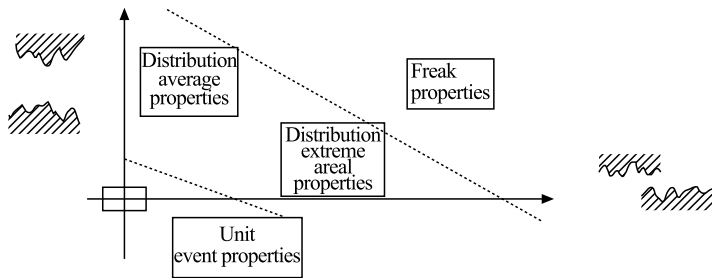 Distribution
average
properties
Freak
properties
Distribution
extreme
areal
properties
Unit
event properties